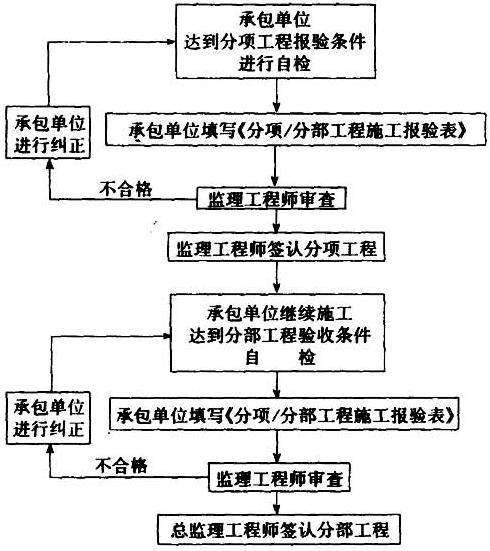 承包单位
达到分项工程报验条件
进行自检
承包单位
进行纠正
承包单位填写《分项/分部工程施工报验表》
不合格
监理工程师审查
监理工程师签认分项工程
承包单位继续施工
达到分部工程验收条件
自 检
承包单位
进行纠正
承包单位填写《分项/分部工程施工报验表》
不合格
监理工程师审查
总监理工程师签认分部工程